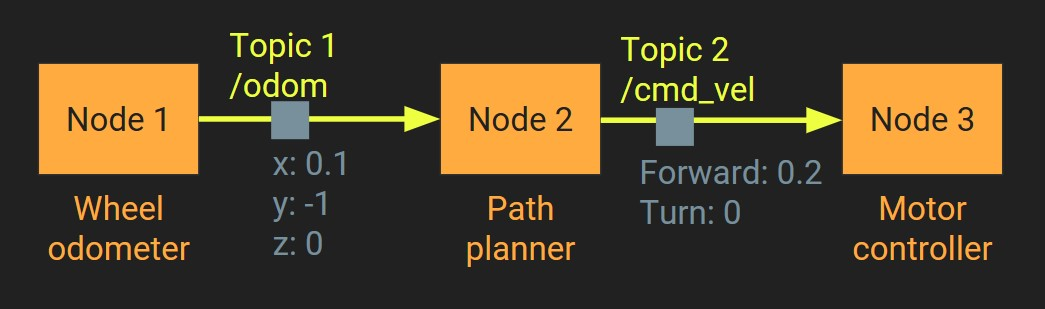 Topic 1
/odom
Topic 2
/cmd_vel
Node 1
Node 2
Node 3
x: 0.1
y: -1
z: 0
Forward: 0.2
Turn: 0
Wheel
odometer
Path
planner
Motor
controller